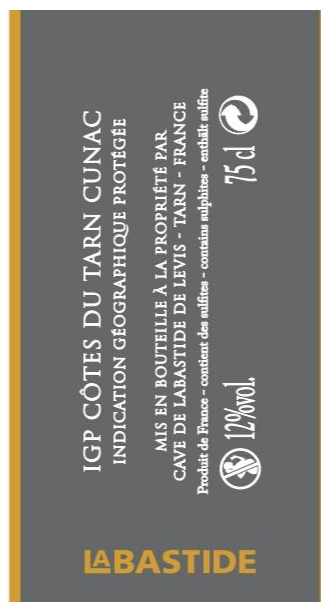 IGP CÔTES DU TARN CUNAC
INDICATION GÉOGRAPHIQUE PROTÉGÉE
MIS EN BOUTEILLE À LA PROPRIÉTÉ PAR
CAVE DE LABASTIDE DE LEVIS - TARN - FRANCE
Produit de France - contient des sulfites - contains sulphites - enthält sulfite
12%vol.
75 cl
LABASTIDE